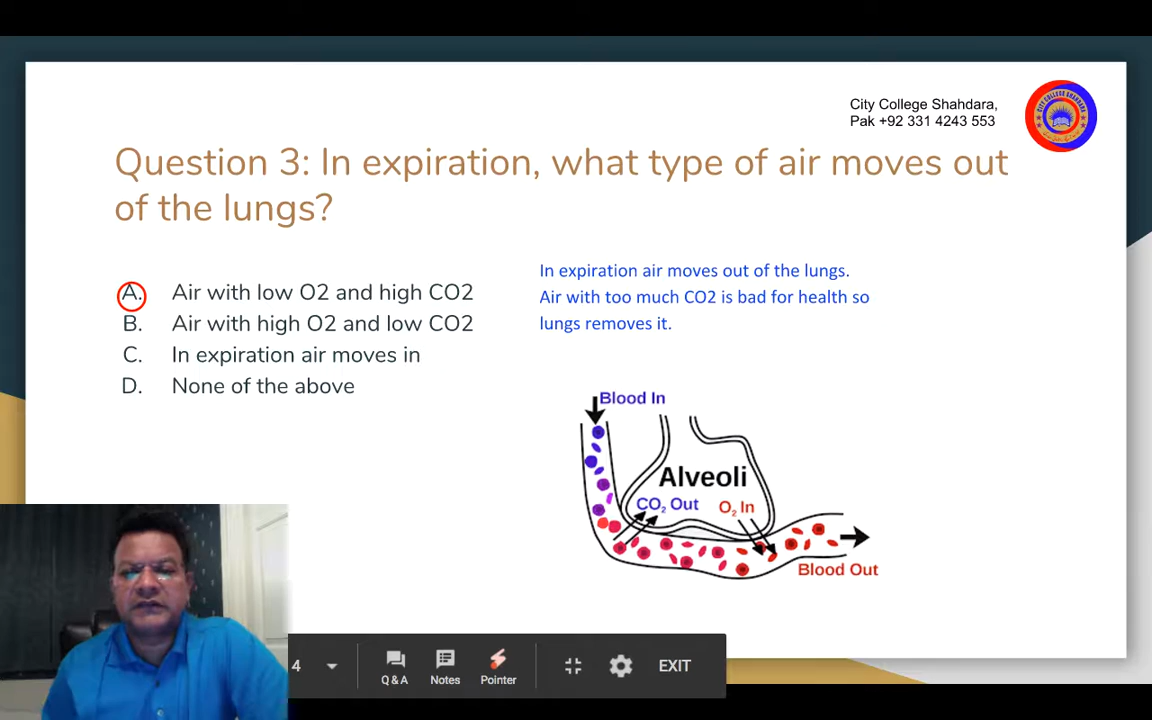 City College Shahdara,
Pak +92 331 4243 553
CITY COLLEGE SHAHDARA
Question 3: In expiration, what type of air moves out
of the lungs?
A. Air with low O2 and high CO2
B. Air with high O2 and low CO2
C. In expiration air moves in
D. None of the above
In expiration air moves out of the lungs.
Air with too much CO2 is bad for health so
lungs removes it.
Blood In
Alveoli
CO₂ Out
O₂ In
Blood Out
4
Q & A
Notes
Pointer
EXIT